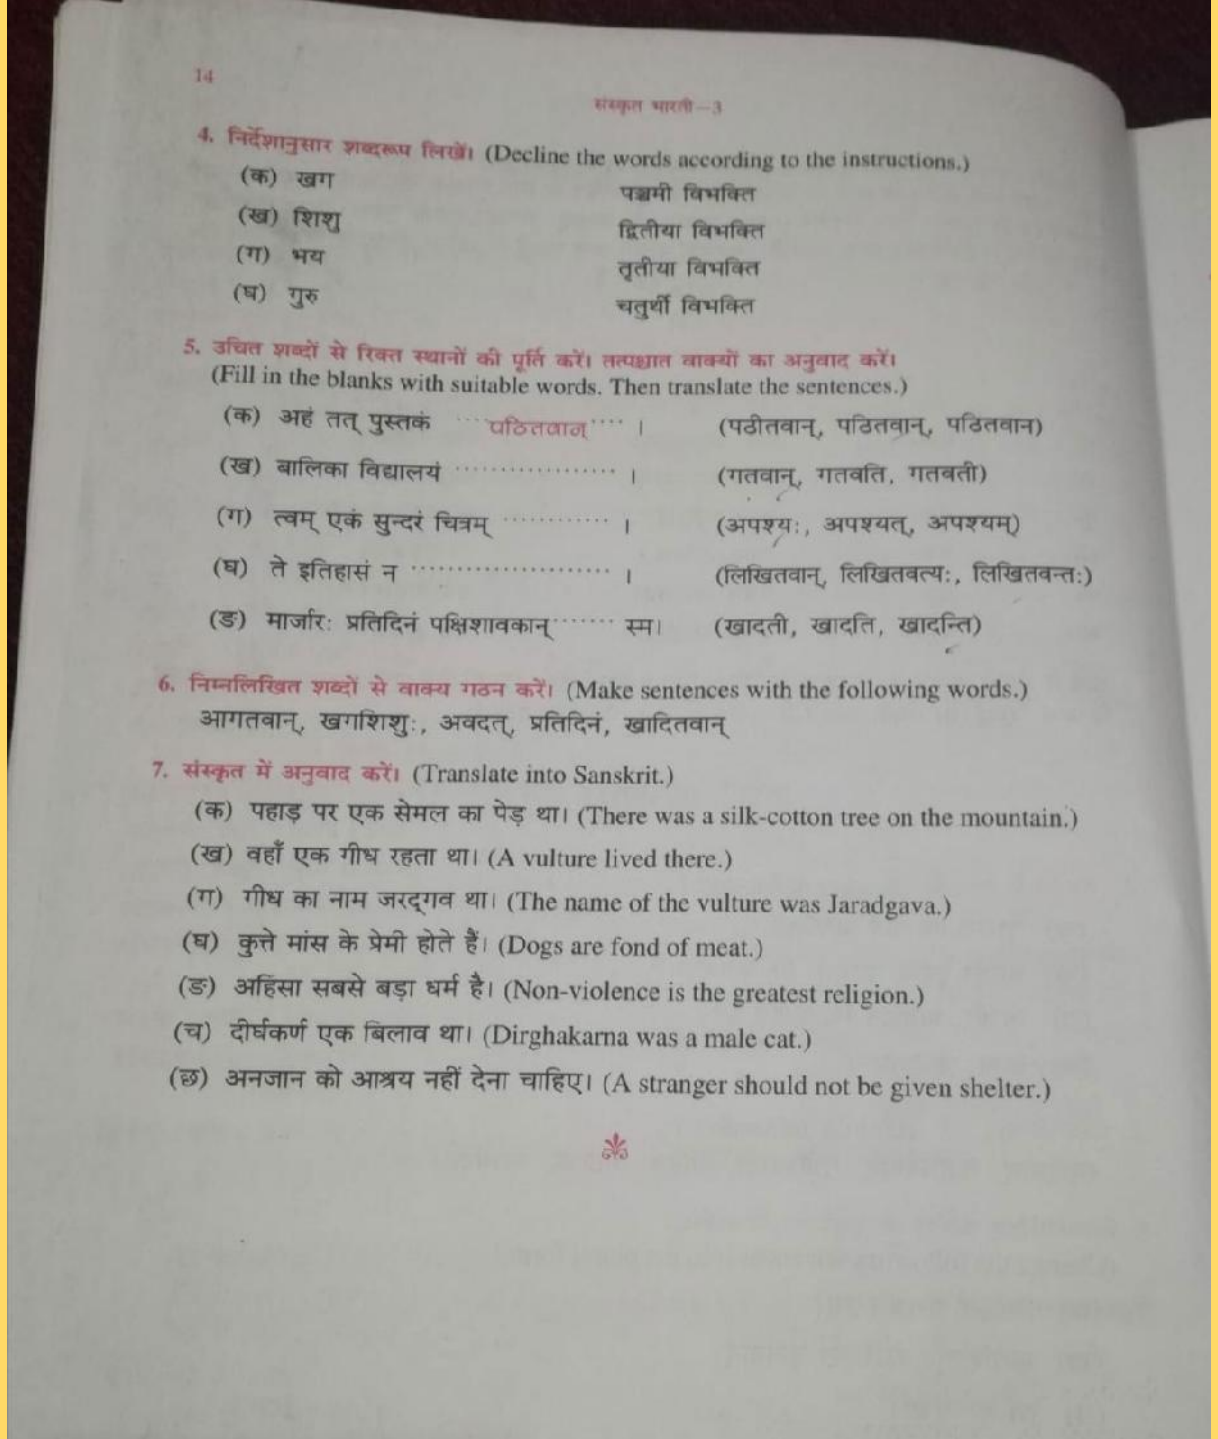 14
संस्कृत भारती—3
4. निर्देशानुसार शब्दरूप लिखें। (Decline the words according to the instructions.)
(क) खग पञ्चमी विभक्ति
(ख) शिशु द्वितीया विभक्ति
(ग) भय तृतीया विभक्ति
(घ) गुरु चतुर्थी विभक्ति
5. उचित शब्दों से रिक्त स्थानों की पूर्ति करें। तत्पश्चात वाक्यों का अनुवाद करें।
(Fill in the blanks with suitable words. Then translate the sentences.)
(क) अहं तत् पुस्तकं ···पठितवान्····। (पठीतवान्, पठितवान्, पठितवान)
(ख) बालिका विद्यालयं ···················। (गतवान्, गतवति, गतवती)
(ग) त्वम् एकं सुन्दरं चित्रम् ············। (अपश्यः, अपश्यत्, अपश्यम्)
(घ) ते इतिहासं न ·······················। (लिखितवान्, लिखितवत्यः, लिखितवन्तः)
(ङ) मार्जारः प्रतिदिनं पक्षिशावकान् ······· स्म। (खादती, खादति, खादन्ति)
6. निम्नलिखित शब्दों से वाक्य गठन करें। (Make sentences with the following words.)
आगतवान्, खगशिशुः, अवदत्, प्रतिदिनं, खादितवान्
7. संस्कृत में अनुवाद करें। (Translate into Sanskrit.)
(क) पहाड़ पर एक सेमल का पेड़ था। (There was a silk-cotton tree on the mountain.)
(ख) वहाँ एक गीध रहता था। (A vulture lived there.)
(ग) गीध का नाम जरद्गव था। (The name of the vulture was Jaradgava.)
(घ) कुत्ते मांस के प्रेमी होते हैं। (Dogs are fond of meat.)
(ङ) अहिंसा सबसे बड़ा धर्म है। (Non-violence is the greatest religion.)
(च) दीर्घकर्ण एक बिलाव था। (Dirghakarna was a male cat.)
(छ) अनजान को आश्रय नहीं देना चाहिए। (A stranger should not be given shelter.)